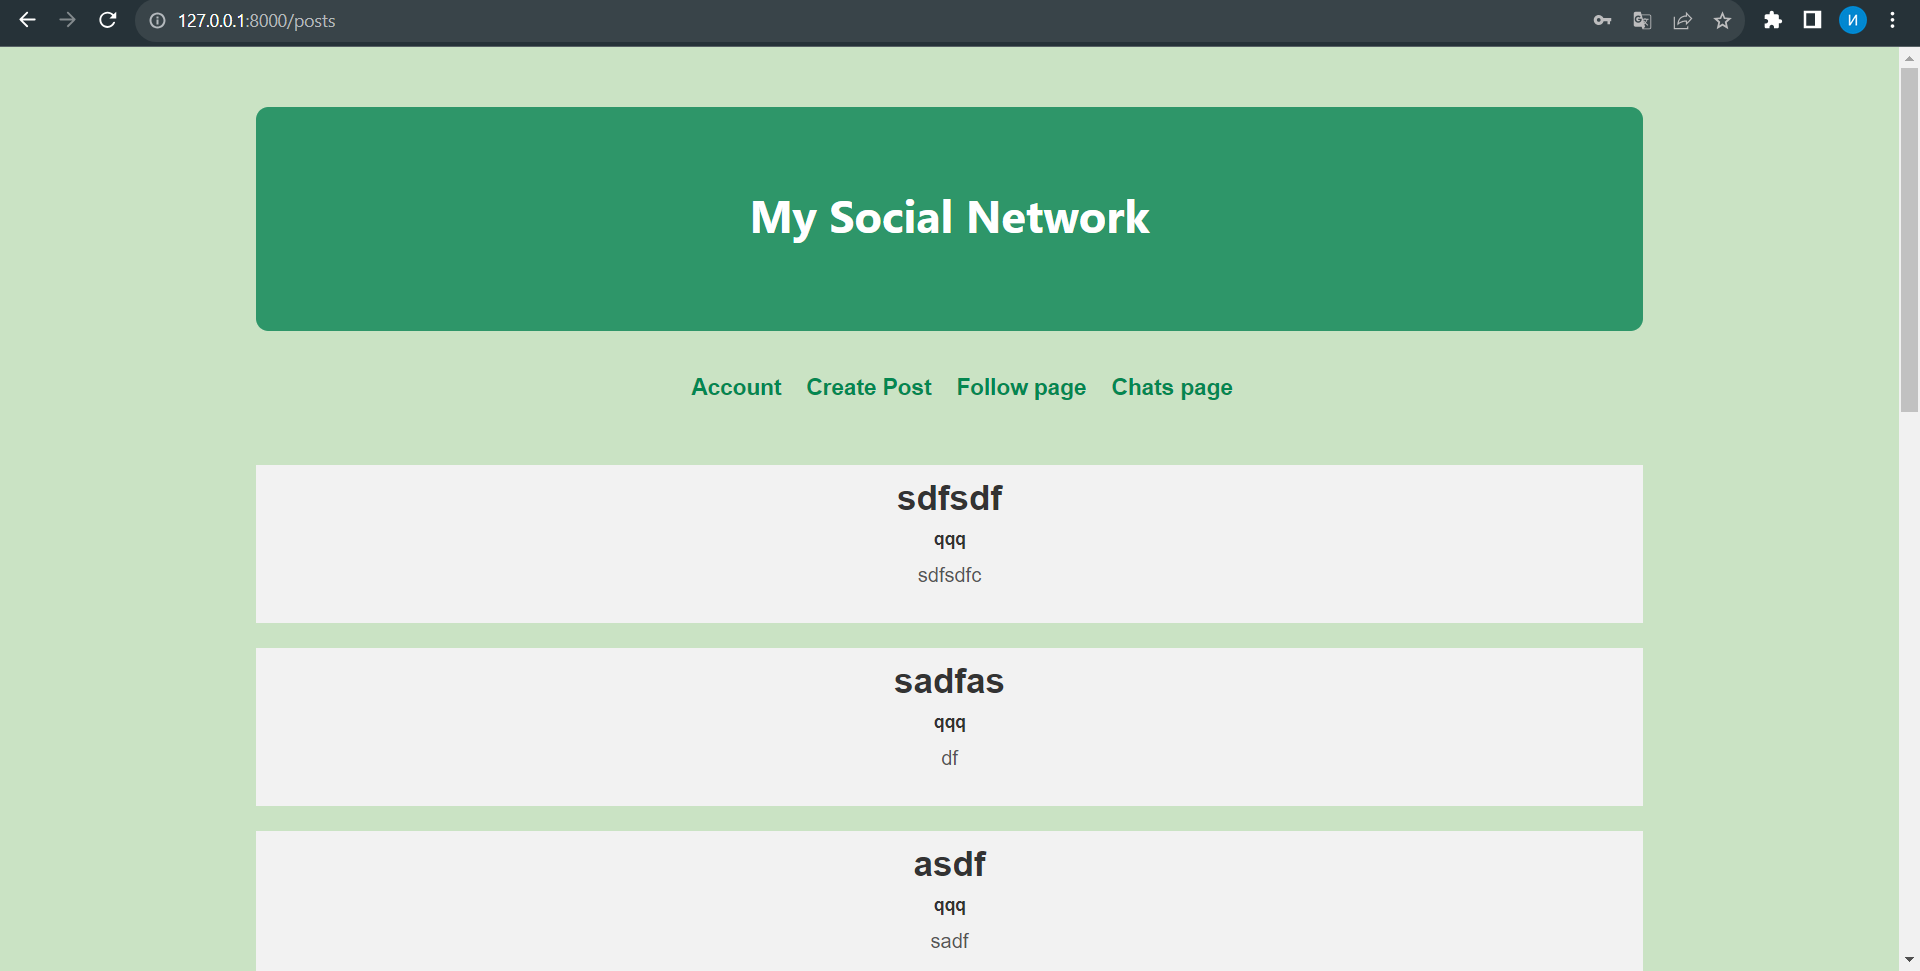 127.0.0.1:8000/posts
И
My Social Network
Account Create Post Follow page Chats page
sdfsdf
qqq
sdfsdfc
sadfas
qqq
df
asdf
qqq
sadf